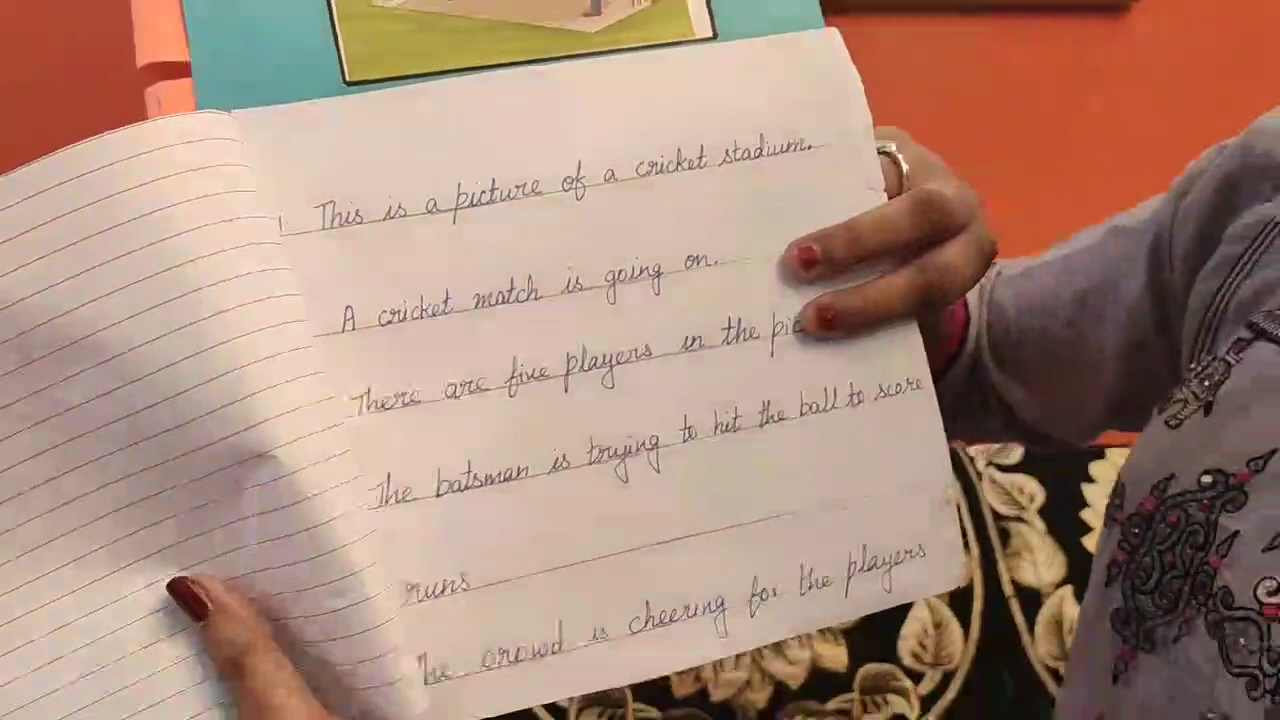 This is a picture of a cricket stadium.
A cricket match is going on.
There are five players in the
The batsman is trying to hit the ball to score
runs
The crowd is cheering for the players